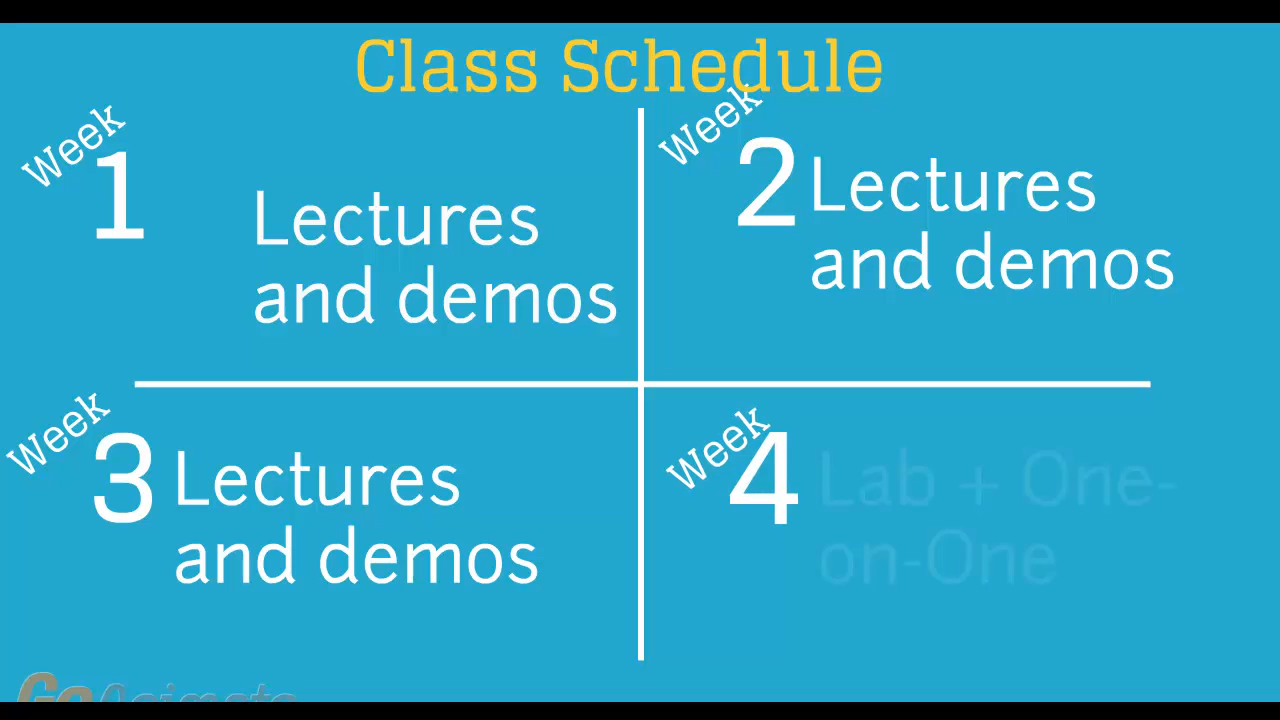 Class Schedule
Week
1
Lectures
and demos
Week
2
Lectures
and demos
Week
3
Lectures
and demos
Week
4
Lab + One-
on-One
GoAnimate